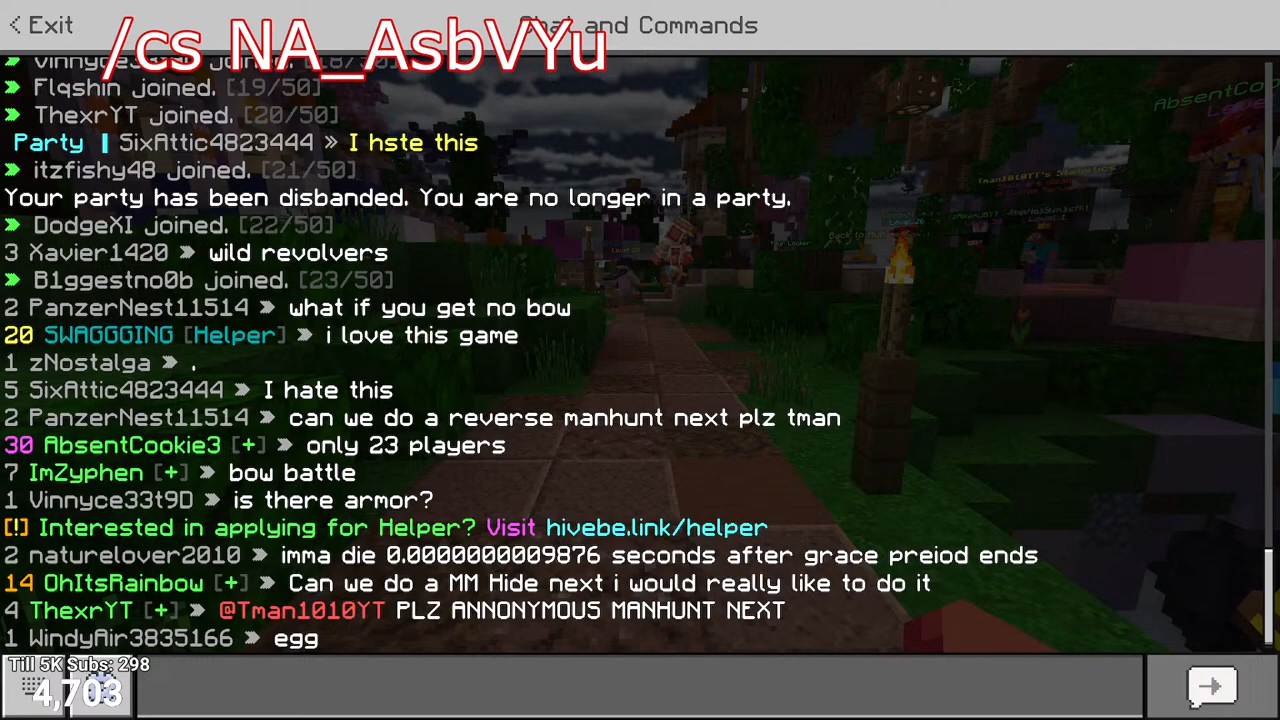 Exit
Chat and Commands
/cs NA_AsbVYu
Flqshin joined. [19/50]
ThexrYT joined. [20/50]
Party | SixAttic4823444 » I hste this
itzfishy48 joined. [21/50]
Your party has been disbanded. You are no longer in a party.
DodgeXI joined. [22/50]
3 Xavier1420 » wild revolvers
B1ggestno0b joined. [23/50]
2 PanzerNest11514 » what if you get no bow
20 SWAGGGING [Helper] » i love this game
1 zNostalga » .
5 SixAttic4823444 » I hate this
2 PanzerNest11514 » can we do a reverse manhunt next plz tman
30 AbsentCookie3 [+] » only 23 players
7 ImZyphen [+] » bow battle
1 Vinnyce33t9D » is there armor?
[!] Interested in applying for Helper? Visit hivebe.link/helper
2 naturelover2010 » imma die 0.0000000009876 seconds after grace preiod ends
14 OhItsRainbow [+] » Can we do a MM Hide next i would really like to do it
4 ThexrYT [+] » @Tman1010YT PLZ ANNONYMOUS MANHUNT NEXT
1 WindyAir3835166 » egg
Till 5K Subs: 298
4,703